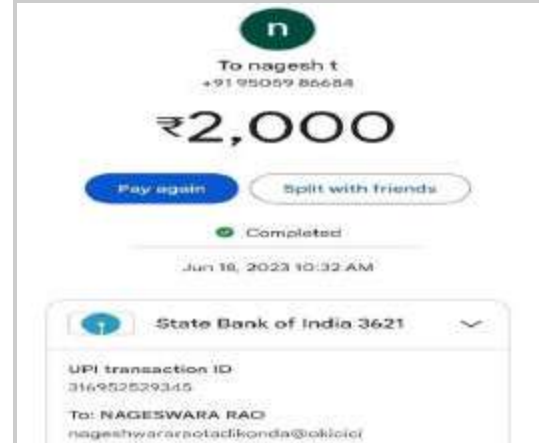 n
To nagesh t
+91 95059 86684
₹2,000
Pay again
Split with friends
Completed
Jun 18, 2023 10:32 AM
State Bank of India 3621
UPI transaction ID
316952529345
To: NAGESWARA RAO
nageshwararaotadikonda@okicici